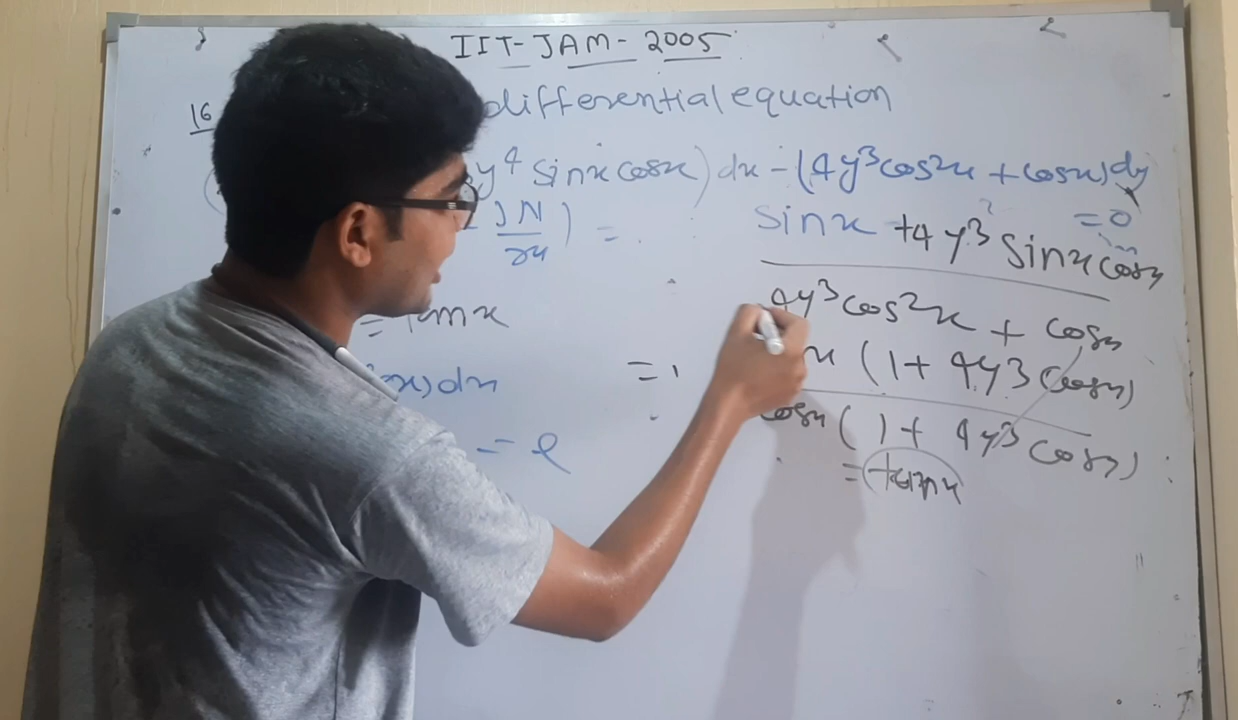 IIT-JAM-2005
16 differential equation
y⁴ sinx cosx) dx - (4y³cos²x + cosx) dy
=0
∂N/∂x) =
sinx + 4y³ sinx cosx
4y³ cos²x + cosx
= tanx
x) dx
= x (1 + 4y³ cosx)
cosx (1 + 4y³ cosx)
= e
= tanx